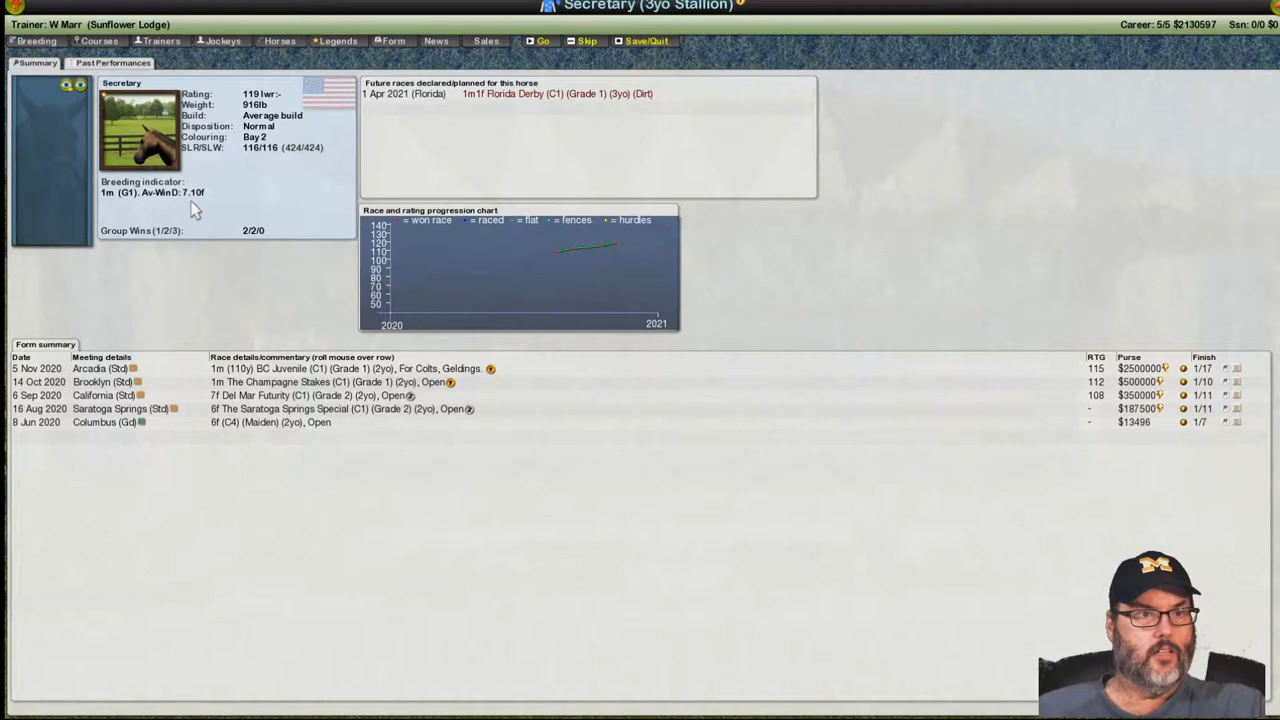 Secretary (3yo Stallion)
Trainer: W Marr (Sunflower Lodge)
Career: 5/5 $2130597 Ssn: 0/0 $0
Breeding Courses Trainers Jockeys Horses Legends Form News Sales Go Skip Save/Quit
Summary Past Performances
Secretary
Rating: 119 lwr:-
Weight: 916lb
Build: Average build
Disposition: Normal
Colouring: Bay 2
SLR/SLW: 116/116 (424/424)
Breeding indicator:
1m (G1). Av-WinD: 7.10f
Group Wins (1/2/3): 2/2/0
Future races declared/planned for this horse
1 Apr 2021 (Florida) 1m1f Florida Derby (C1) (Grade 1) (3yo) (Dirt)
Race and rating progression chart
= won race = raced = flat = fences = hurdles
140
130
120
110
100
90
80
70
60
50
2020 2021
Form summary
Date Meeting details Race details/commentary (roll mouse over row) RTG Purse Finish
5 Nov 2020 Arcadia (Std) 1m (110y) BC Juvenile (C1) (Grade 1) (2yo), For Colts, Geldings. 115 $2500000 1/17
14 Oct 2020 Brooklyn (Std) 1m The Champagne Stakes (C1) (Grade 1) (2yo), Open 112 $500000 1/10
6 Sep 2020 California (Std) 7f Del Mar Futurity (C1) (Grade 2) (2yo), Open 108 $350000 1/11
16 Aug 2020 Saratoga Springs (Std) 6f The Saratoga Springs Special (C1) (Grade 2) (2yo), Open - $187500 1/11
8 Jun 2020 Columbus (Gd) 6f (C4) (Maiden) (2yo), Open - $13496 1/7
M